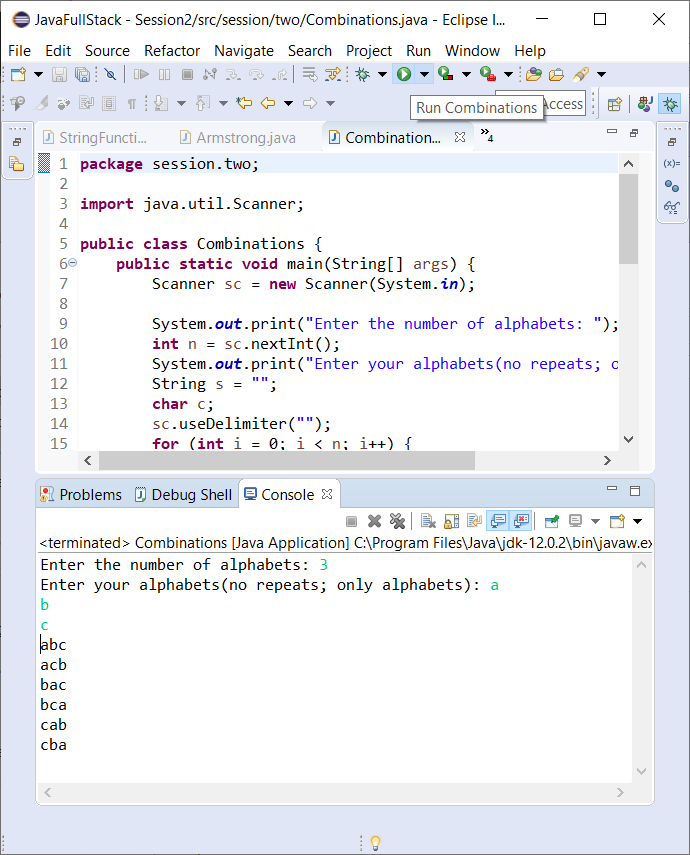 JavaFullStack - Session2/src/session/two/Combinations.java - Eclipse I...
File Edit Source Refactor Navigate Search Project Run Window Help
Run Combinations
Access
StringFuncti... Armstrong.java Combination... »4
1 package session.two;
2
3 import java.util.Scanner;
4
5 public class Combinations {
6 public static void main(String[] args) {
7 Scanner sc = new Scanner(System.in);
8
9 System.out.print("Enter the number of alphabets: ");
10 int n = sc.nextInt();
11 System.out.print("Enter your alphabets(no repeats; o
12 String s = "";
13 char c;
14 sc.useDelimiter("");
15 for (int i = 0; i < n; i++) {
Problems Debug Shell Console
<terminated> Combinations [Java Application] C:\Program Files\Java\jdk-12.0.2\bin\javaw.ex
Enter the number of alphabets: 3
Enter your alphabets(no repeats; only alphabets): a
b
c
abc
acb
bac
bca
cab
cba